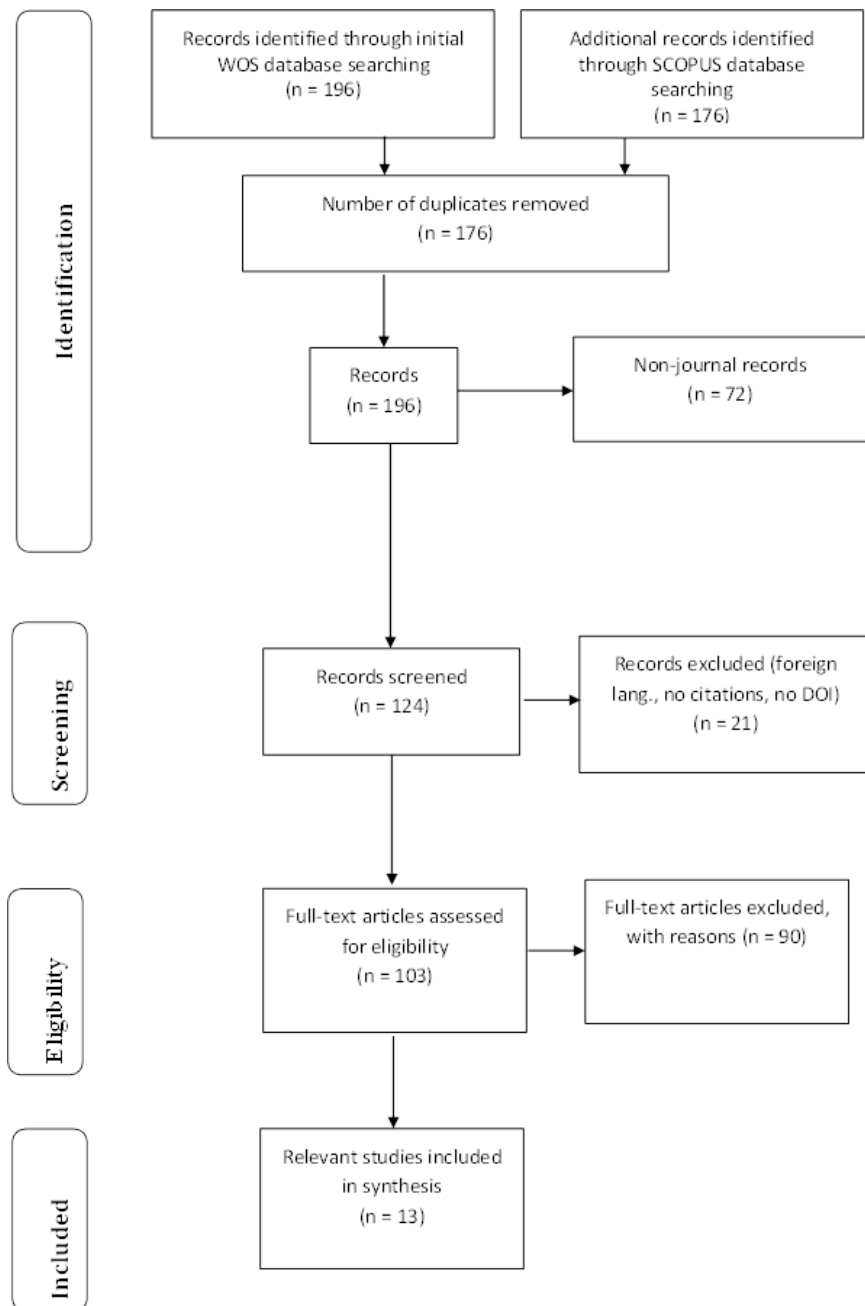 Records identified through initial
WOS database searching
(n = 196)
Additional records identified
through SCOPUS database
searching
(n = 176)
Number of duplicates removed
(n = 176)
Identification
Records
(n = 196)
Non-journal records
(n = 72)
Screening
Records screened
(n = 124)
Records excluded (foreign
lang., no citations, no DOI)
(n = 21)
Eligibility
Full-text articles assessed
for eligibility
(n = 103)
Full-text articles excluded,
with reasons (n = 90)
Included
Relevant studies included
in synthesis
(n = 13)